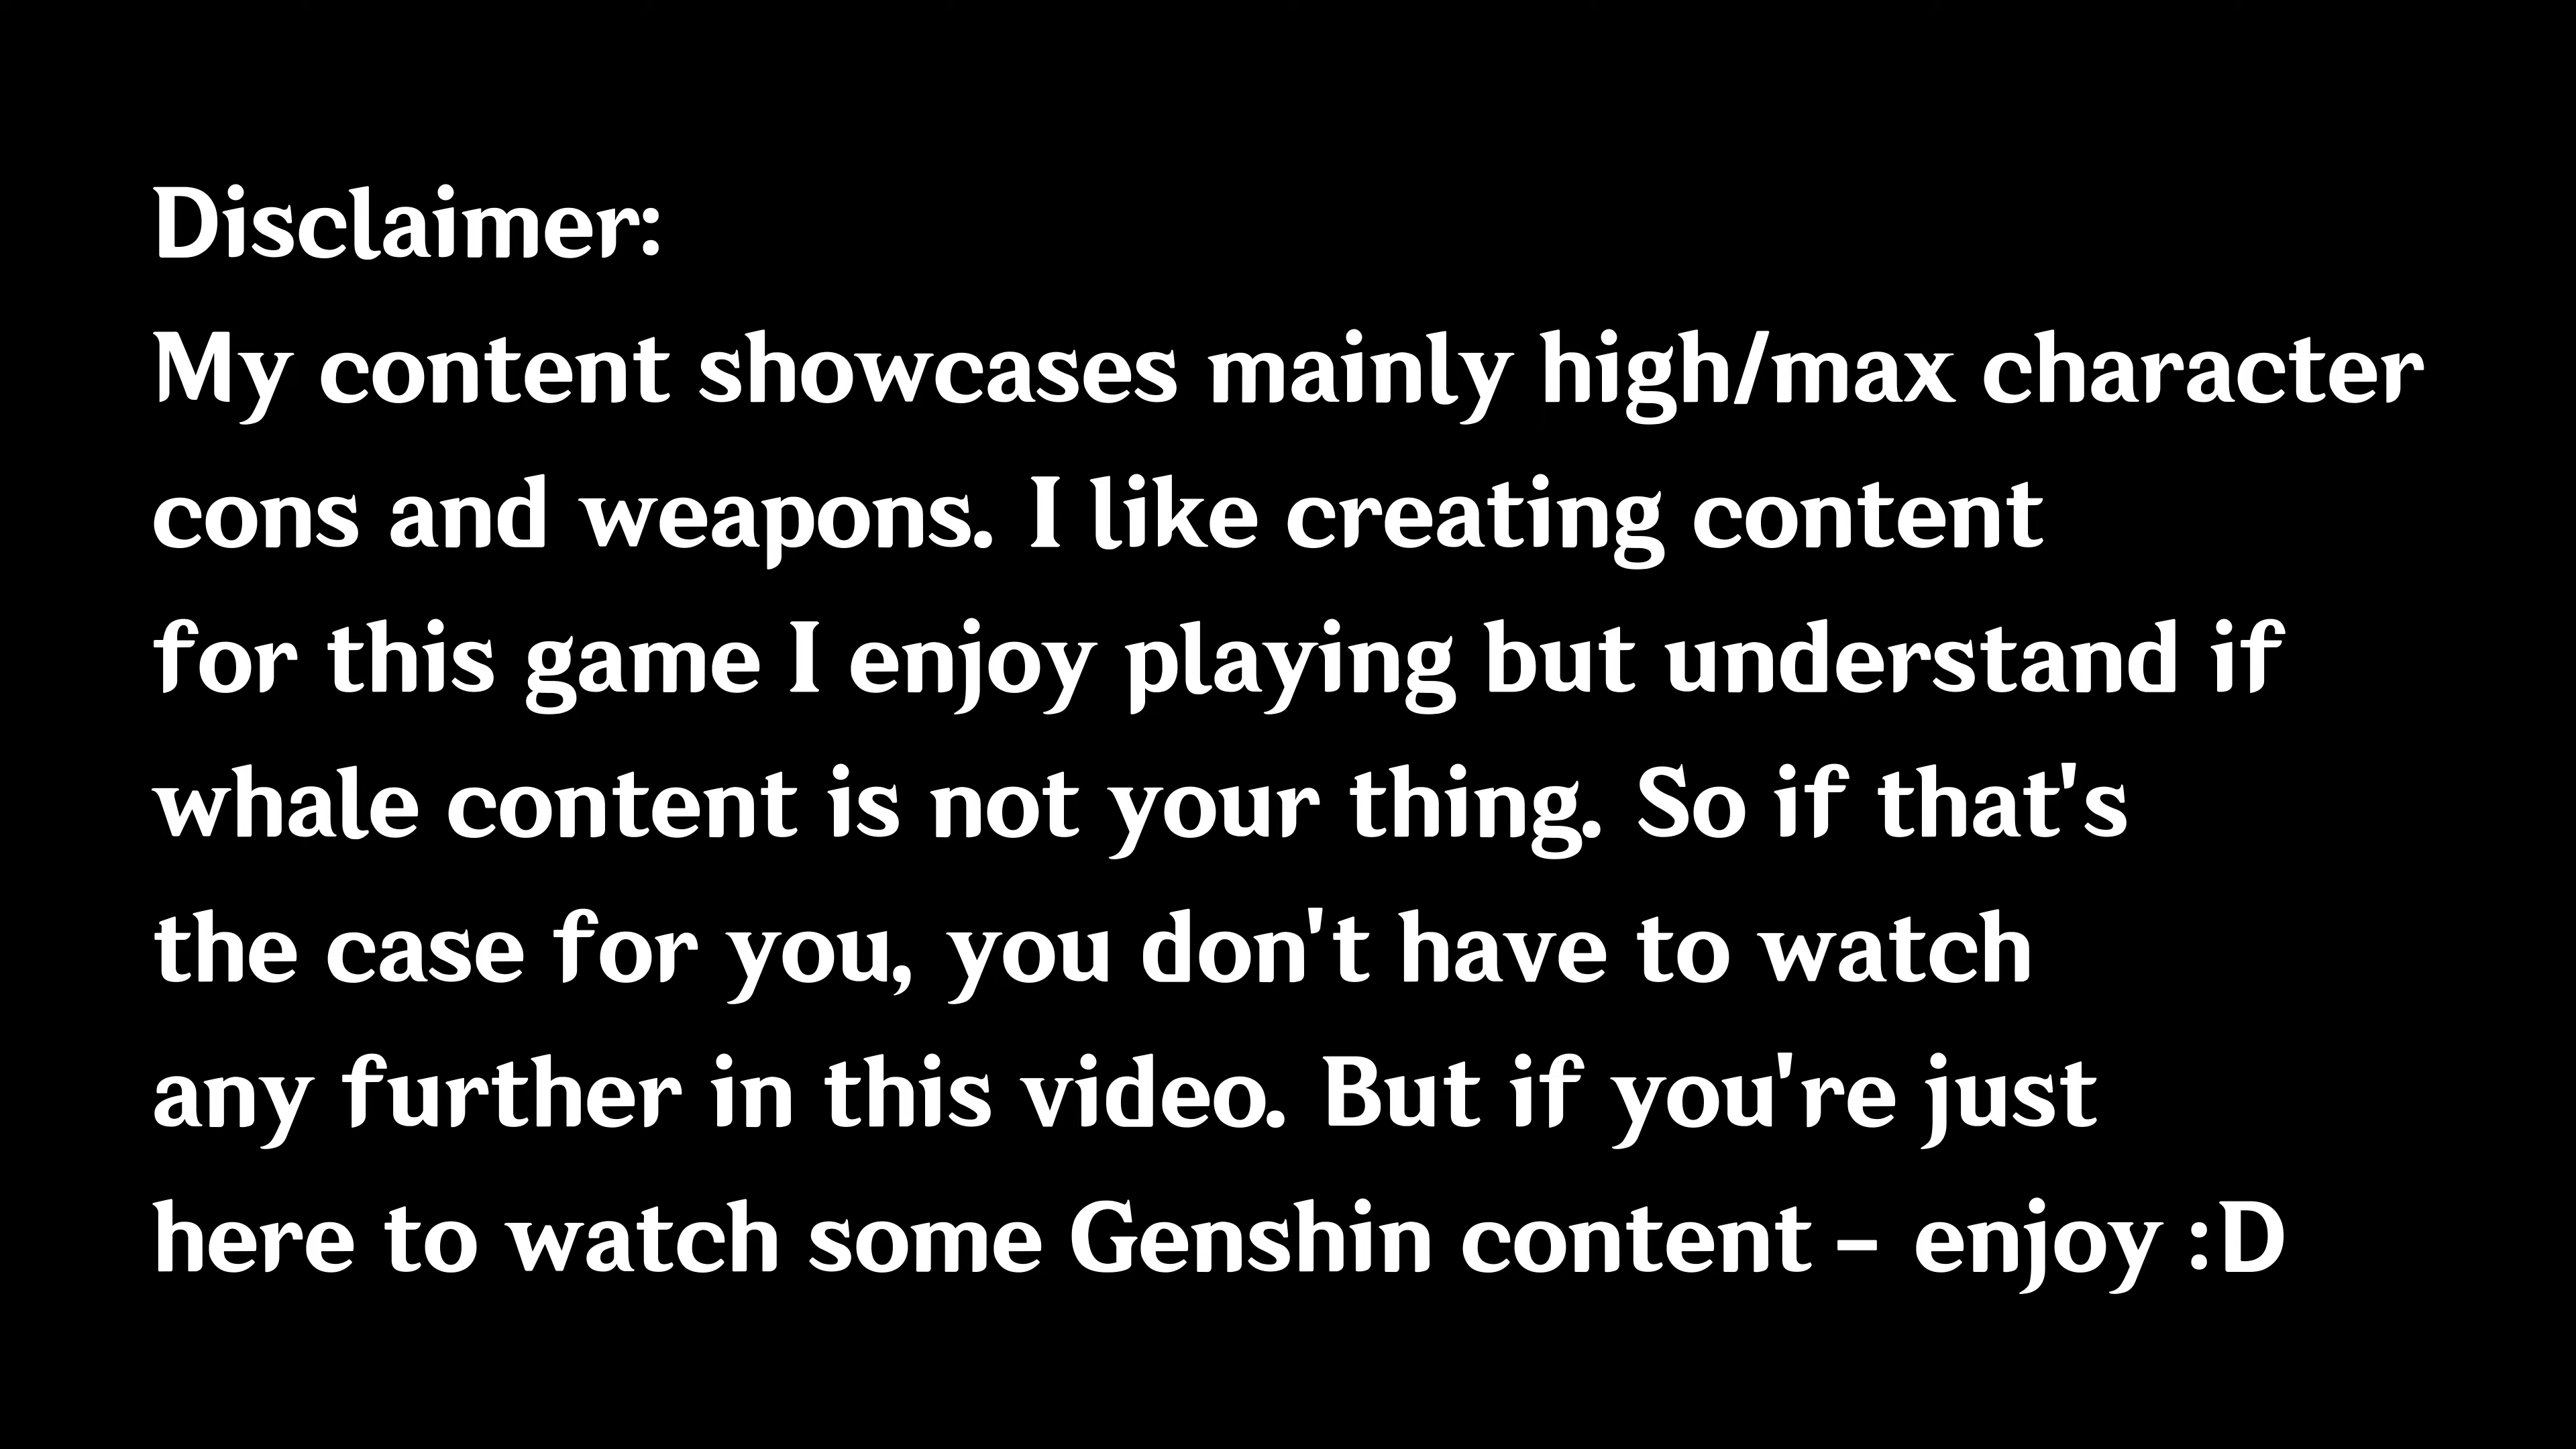 Disclaimer:
My content showcases mainly high/max character
cons and weapons. I like creating content
for this game I enjoy playing but understand if
whale content is not your thing. So if that's
the case for you, you don't have to watch
any further in this video. But if you're just
here to watch some Genshin content – enjoy :D